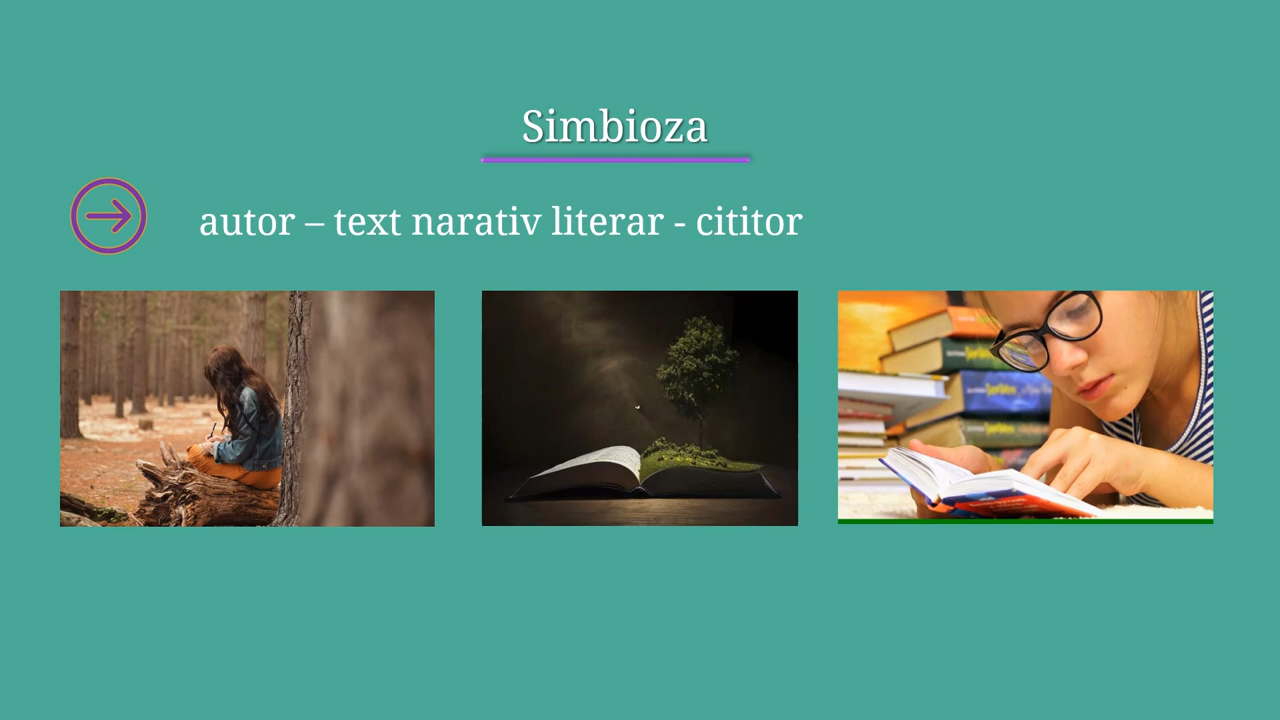 Simbioza
autor – text narativ literar - cititor